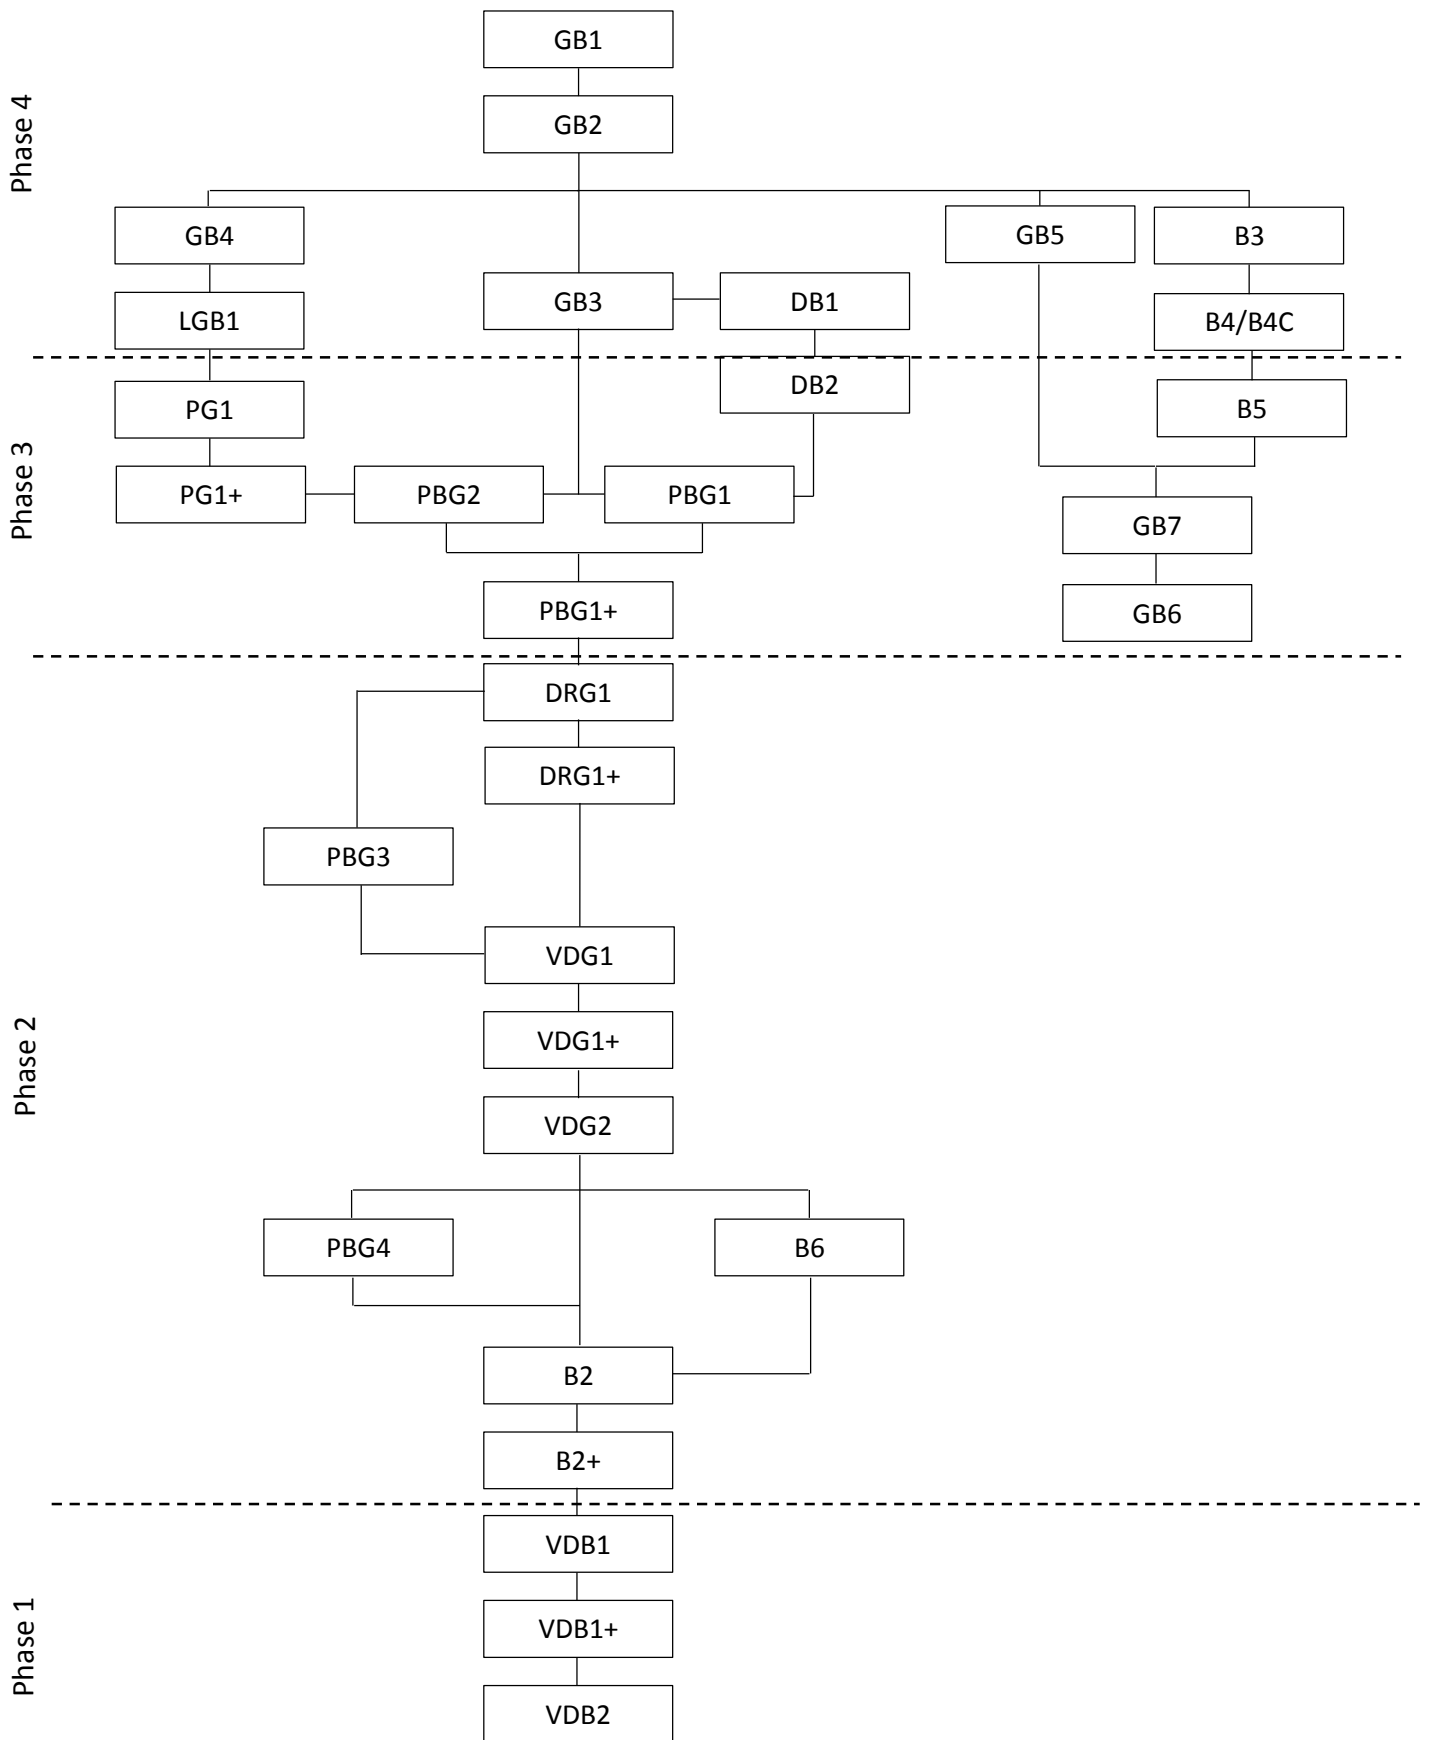 Phase 4
GB1
GB2
GB4
GB5
B3
GB3
DB1
LGB1
B4/B4C
Phase 3
DB2
PG1
B5
PG1+
PBG2
PBG1
GB7
PBG1+
GB6
Phase 2
DRG1
DRG1+
PBG3
VDG1
VDG1+
VDG2
PBG4
B6
B2
B2+
Phase 1
VDB1
VDB1+
VDB2